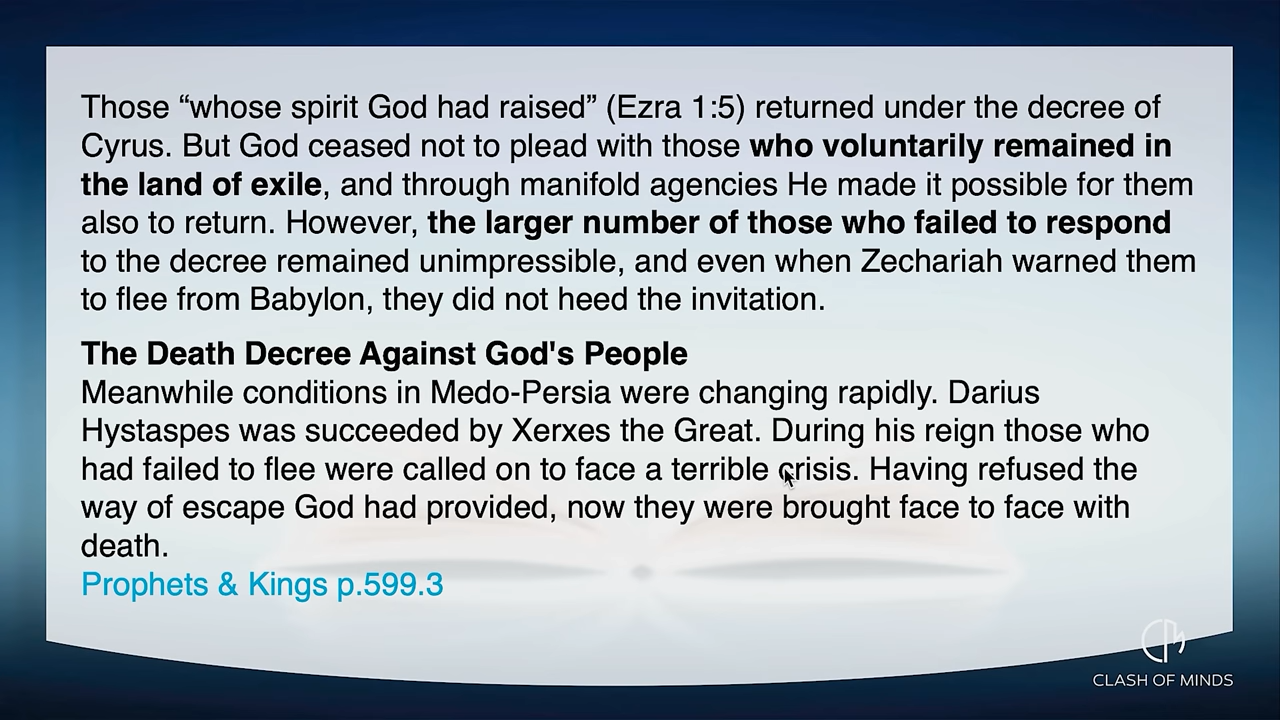 Those “whose spirit God had raised” (Ezra 1:5) returned under the decree of
Cyrus. But God ceased not to plead with those who voluntarily remained in
the land of exile, and through manifold agencies He made it possible for them
also to return. However, the larger number of those who failed to respond
to the decree remained unimpressible, and even when Zechariah warned them
to flee from Babylon, they did not heed the invitation.
The Death Decree Against God's People
Meanwhile conditions in Medo-Persia were changing rapidly. Darius
Hystaspes was succeeded by Xerxes the Great. During his reign those who
had failed to flee were called on to face a terrible crisis. Having refused the
way of escape God had provided, now they were brought face to face with
death.
Prophets & Kings p.599.3
CLASH OF MINDS